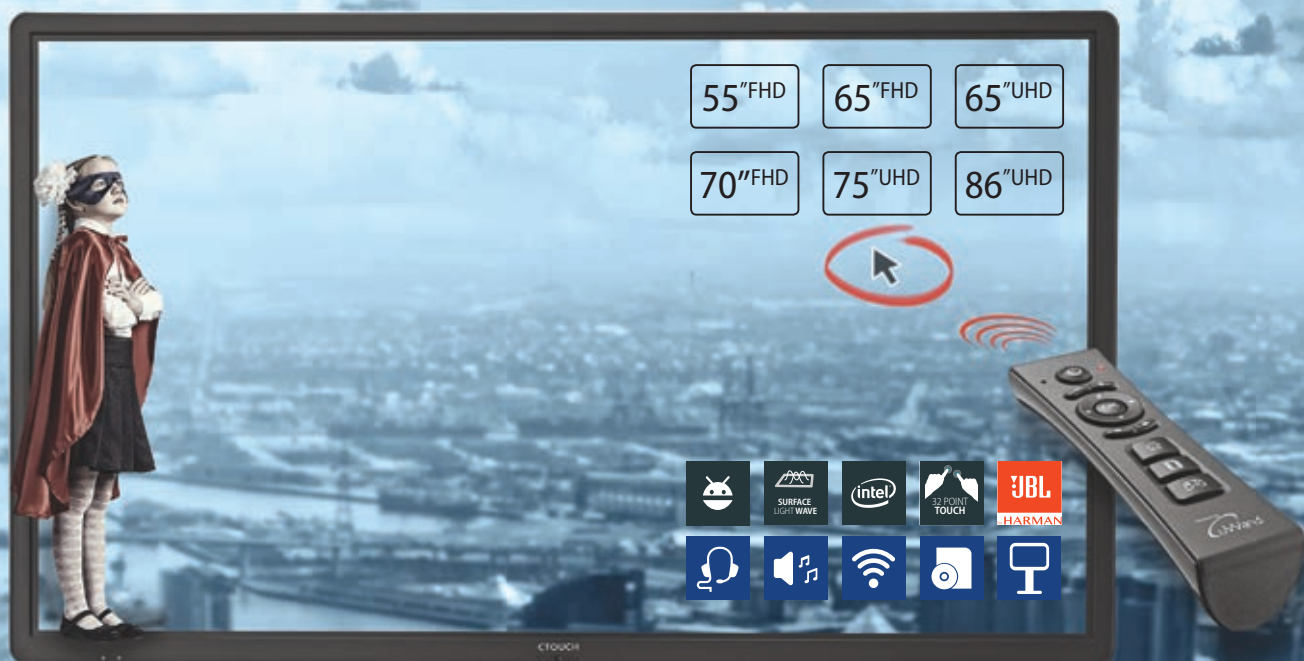 55″FHD
65″FHD
65″UHD
70″FHD
75″UHD
86″UHD
SURFACE
LIGHT WAVE
intel
32 POINT
TOUCH
JBL
HARMAN
CTOUCH